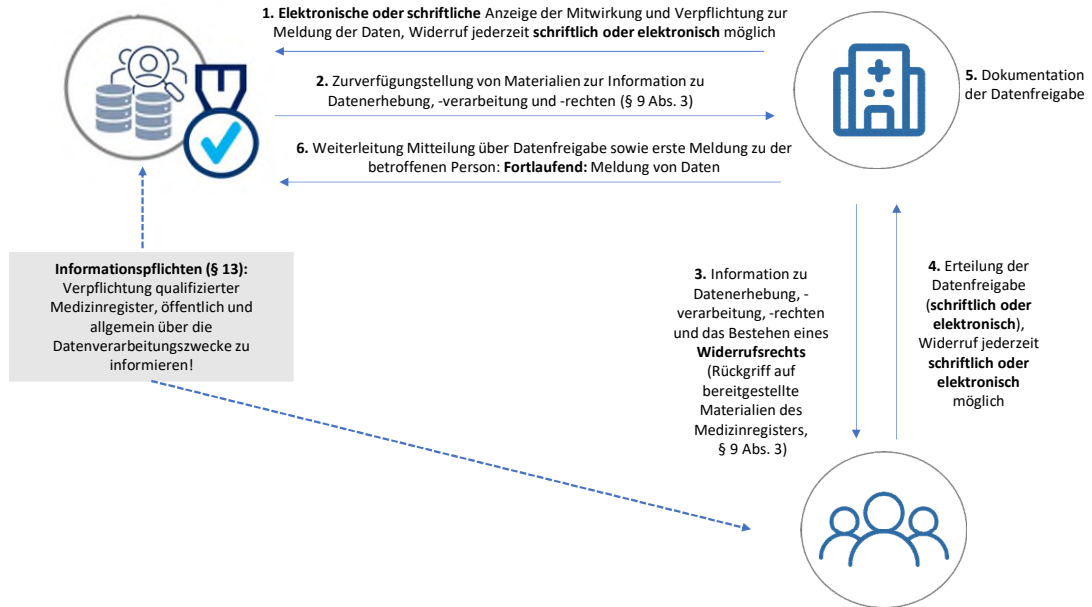 1. Elektronische oder schriftliche Anzeige der Mitwirkung und Verpflichtung zur
Meldung der Daten, Widerruf jederzeit schriftlich oder elektronisch möglich
2. Zurverfügungstellung von Materialien zur Information zu
Datenerhebung, -verarbeitung und -rechten (§ 9 Abs. 3)
5. Dokumentation
der Datenfreigabe
6. Weiterleitung Mitteilung über Datenfreigabe sowie erste Meldung zu der
betroffenen Person: Fortlaufend: Meldung von Daten
Informationspflichten (§ 13):
Verpflichtung qualifizierter
Medizinregister, öffentlich und
allgemein über die
Datenverarbeitungszwecke zu
informieren!
3. Information zu
Datenerhebung, -
verarbeitung, -rechten
und das Bestehen eines
Widerrufsrechts
(Rückgriff auf
bereitgestellte
Materialien des
Medizinregisters,
§ 9 Abs. 3)
4. Erteilung der
Datenfreigabe
(schriftlich oder
elektronisch),
Widerruf jederzeit
schriftlich oder
elektronisch
möglich